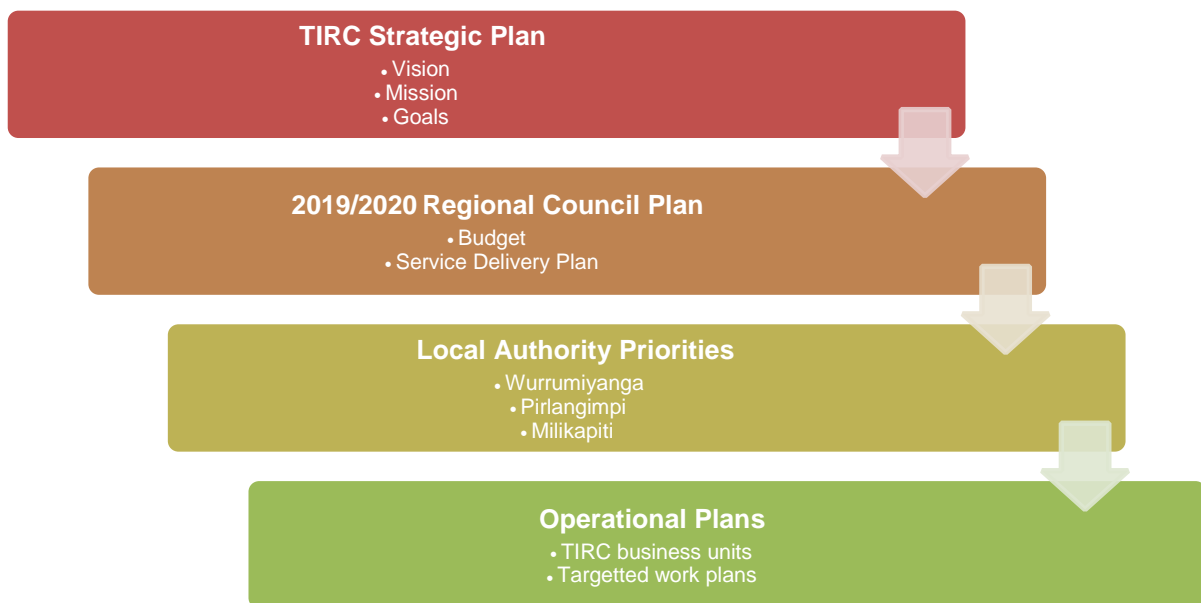 TIRC Strategic Plan
• Vision
• Mission
• Goals
2019/2020 Regional Council Plan
• Budget
• Service Delivery Plan
Local Authority Priorities
• Wurrumiyanga
• Pirlangimpi
• Milikapiti
Operational Plans
• TIRC business units
• Targetted work plans